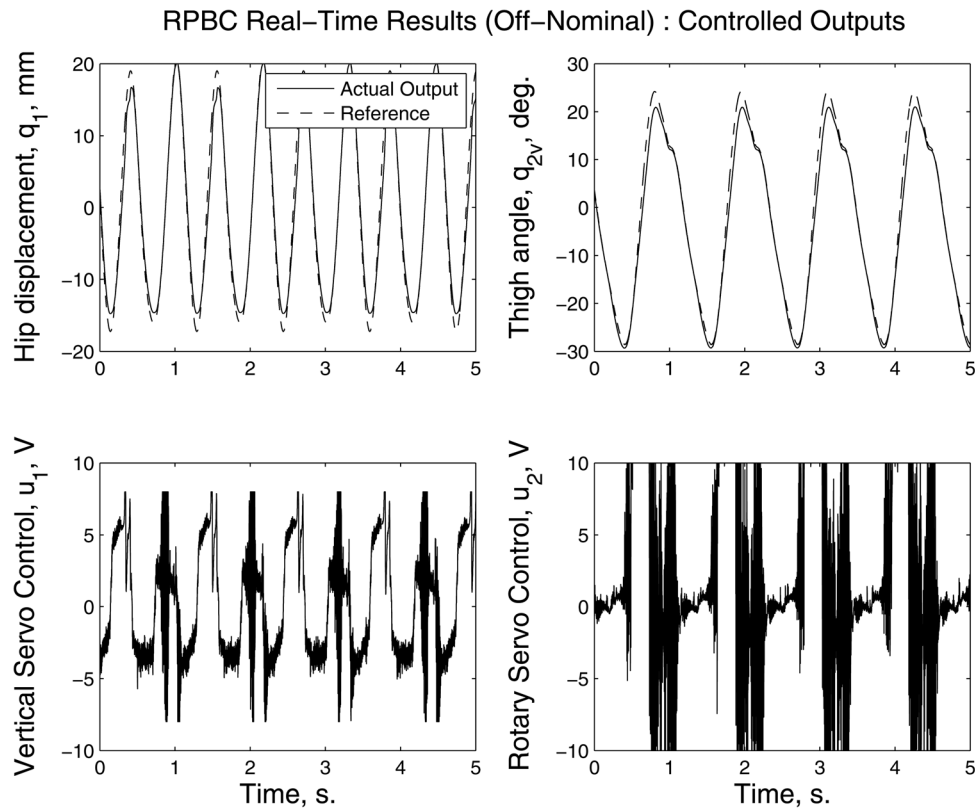 RPBC Real−Time Results (Off−Nominal) : Controlled Outputs
Hip displacement, q1, mm
20
10
0
−10
−20
0 1 2 3 4 5
Actual Output
Reference
Thigh angle, q2v, deg.
30
20
10
0
−10
−20
−30
0 1 2 3 4 5
Vertical Servo Control, u1, V
10
5
0
−5
−10
0 1 2 3 4 5
Time, s.
Rotary Servo Control, u2, V
10
5
0
−5
−10
0 1 2 3 4 5
Time, s.